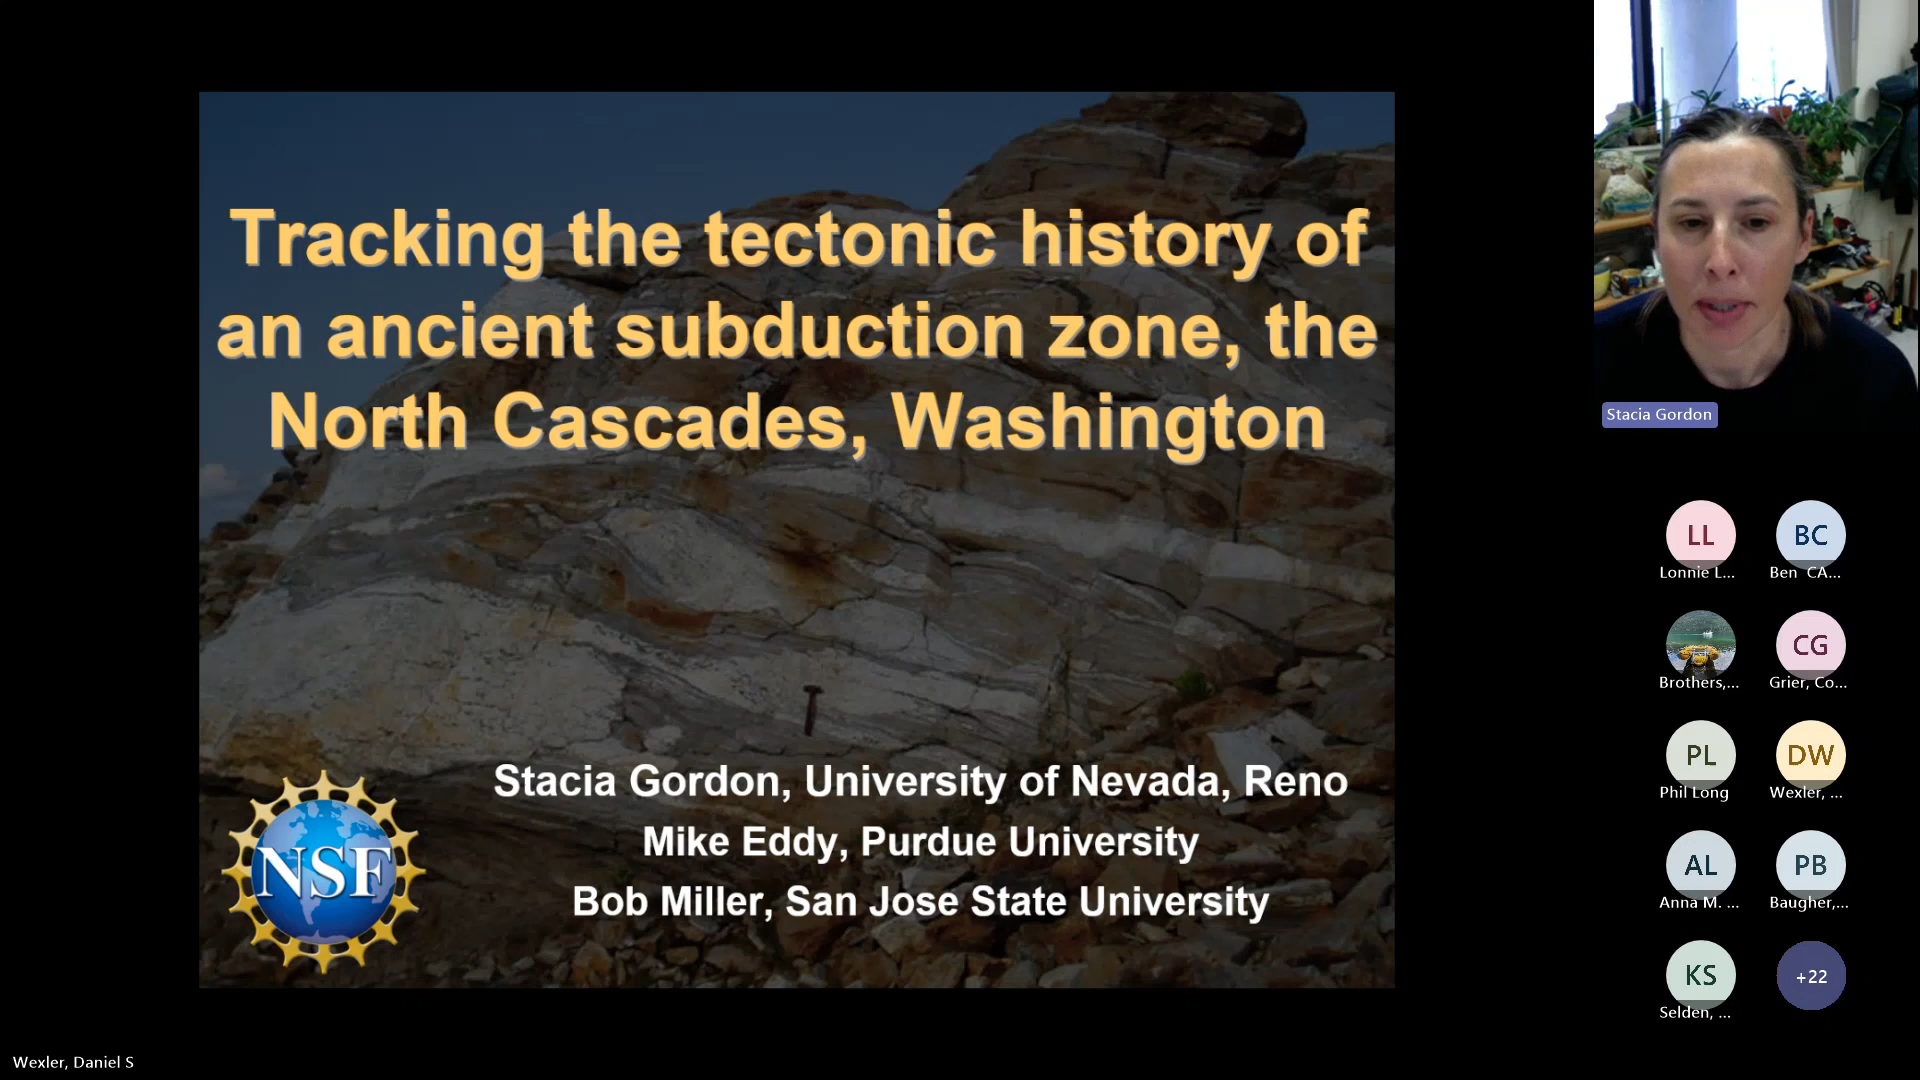 Tracking the tectonic history of
an ancient subduction zone, the
North Cascades, Washington
Stacia Gordon, University of Nevada, Reno
Mike Eddy, Purdue University
Bob Miller, San Jose State University
NSF
Stacia Gordon
LL
Lonnie L...
BC
Ben CA...
Brothers,...
CG
Grier, Co...
PL
Phil Long
DW
Wexler, ...
AL
Anna M. ...
PB
Baugher,...
KS
Selden, ...
+22
Wexler, Daniel S